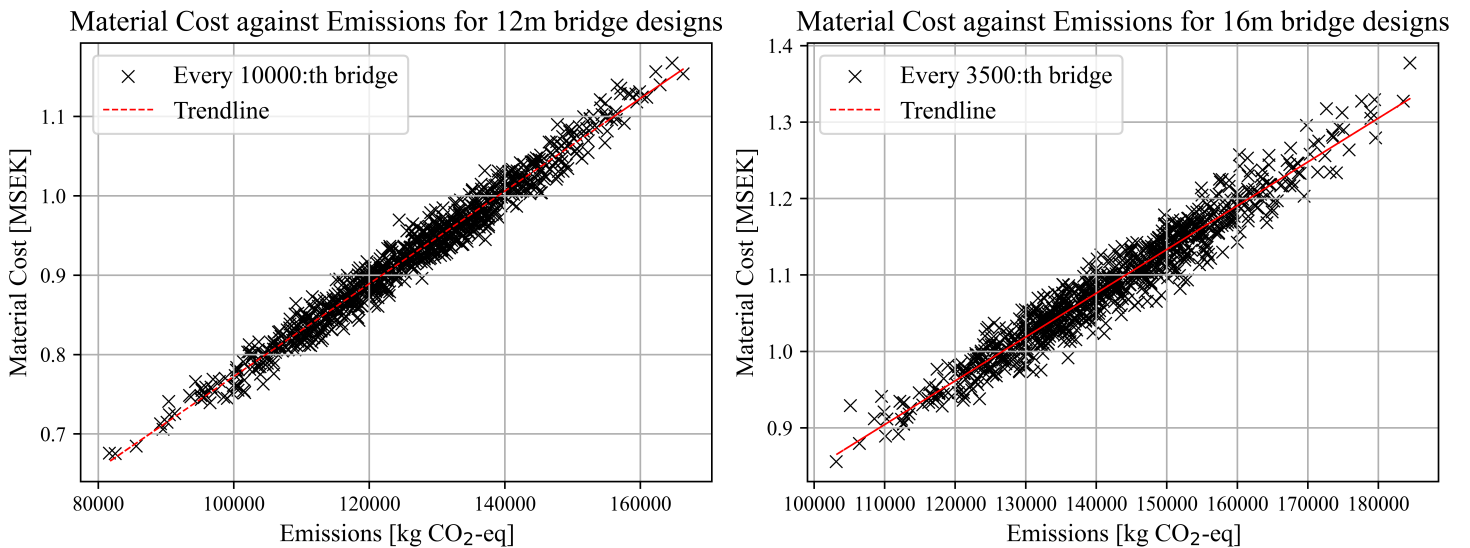 Material Cost against Emissions for 12m bridge designs
Every 10000:th bridge
Trendline
Material Cost [MSEK]
1.1
1.0
0.9
0.8
0.7
80000 100000 120000 140000 160000
Emissions [kg CO₂-eq]
Material Cost against Emissions for 16m bridge designs
Every 3500:th bridge
Trendline
Material Cost [MSEK]
1.4
1.3
1.2
1.1
1.0
0.9
100000 110000 120000 130000 140000 150000 160000 170000 180000
Emissions [kg CO₂-eq]